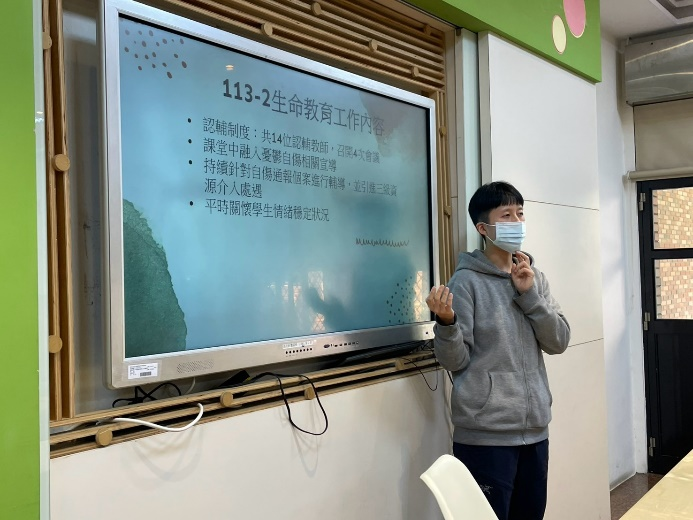 113-2生命教育工作內容
• 認輔制度：共14位認輔教師，召開4次會議
• 課堂中融入憂鬱自傷相關宣導
• 持續針對自傷通報個案進行輔導，並引進三級資
源介入處遇
• 平時關懷學生情緒穩定狀況